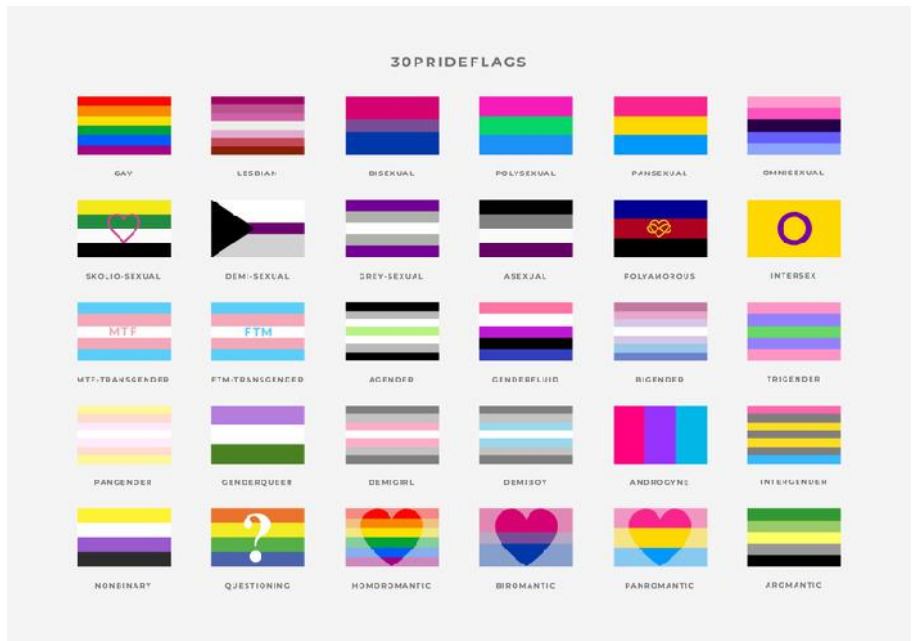 30PRIDEFLAGS
GAY LESBIAN BISEXUAL POLYSEXUAL PANSEXUAL OMNISEXUAL
SKOLIO-SEXUAL DEMI-SEXUAL GREY-SEXUAL ASEXUAL POLYAMOROUS INTERSEX
MTF FTM
MTF-TRANSGENDER FTM-TRANSGENDER AGENDER GENDERFLUID BIGENDER TRIGENDER
PANGENDER GENDERQUEER DEMIGIRL DEMIBOY ANDROGYNE INTERGENDER
?
NONBINARY QUESTIONING HOMOROMANTIC BIROMANTIC PANROMANTIC AROMANTIC